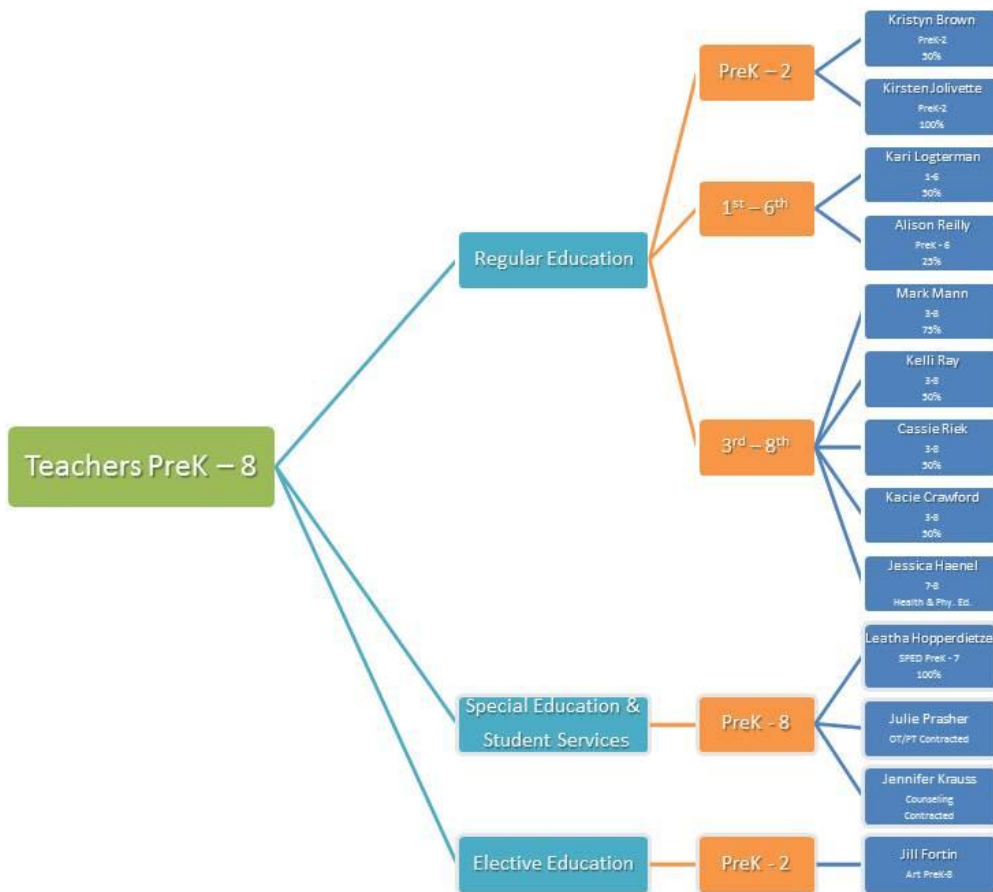 Teachers PreK – 8
Regular Education
PreK – 2
Kristyn Brown
PreK-2
50%
Kirsten Jolivette
PreK-2
100%
1st – 6th
Kari Logterman
1-6
50%
Alison Reilly
PreK - 6
25%
3rd – 8th
Mark Mann
3-8
75%
Kelli Ray
3-8
50%
Cassie Riek
3-8
50%
Kacie Crawford
3-8
50%
Jessica Haenel
7-8
Health & Phy. Ed.
Special Education &
Student Services
PreK - 8
Leatha Hopperdietze
SPED PreK - 7
100%
Julie Prasher
OT/PT Contracted
Jennifer Krauss
Counseling
Contracted
Elective Education
PreK - 2
Jill Fortin
Art PreK-8